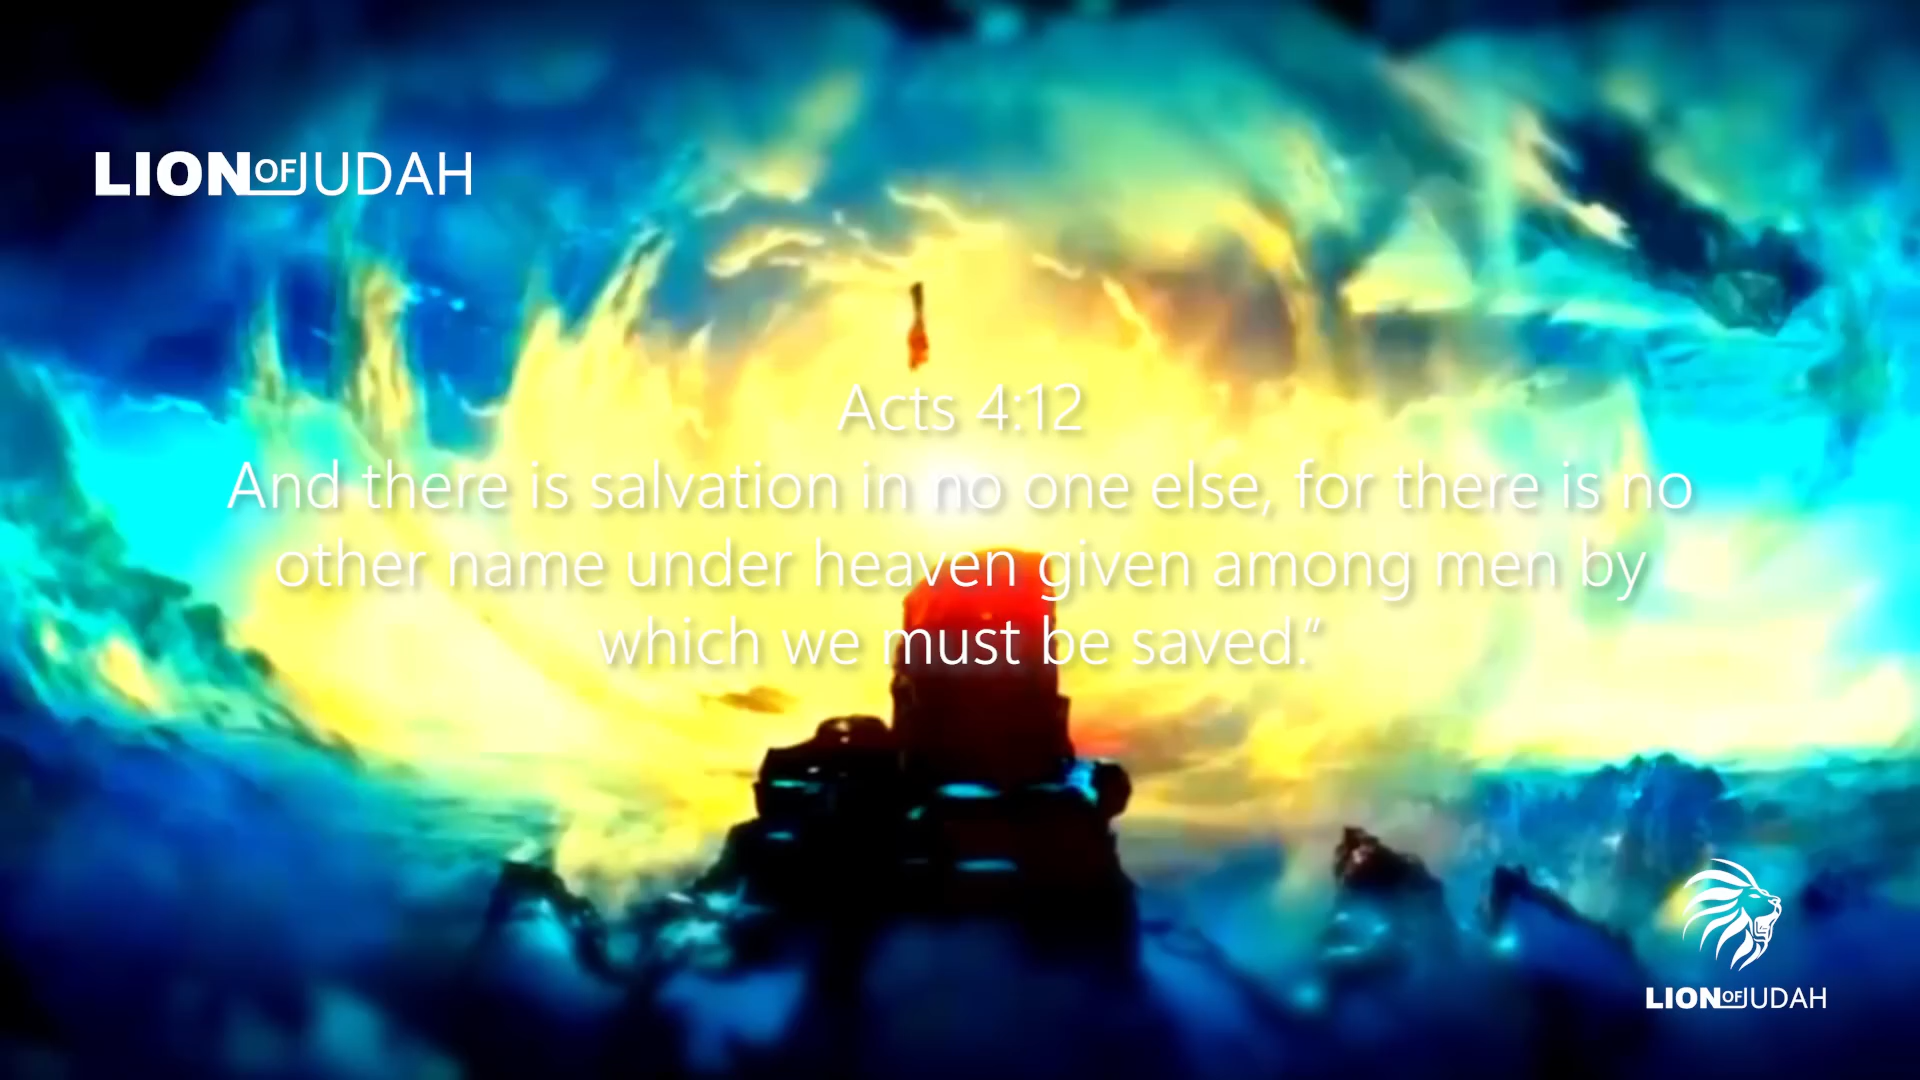 LION OF JUDAH
Acts 4:12
And there is salvation in no one else, for there is no
other name under heaven given among men by
which we must be saved.”
LION OF JUDAH